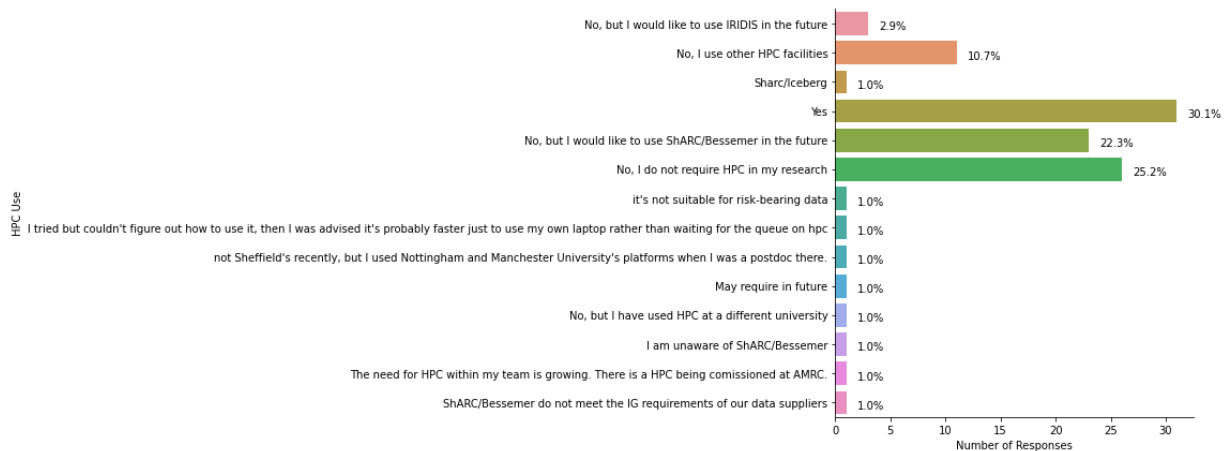 No, but I would like to use IRIDIS in the future
2.9%
No, I use other HPC facilities
10.7%
Sharc/Iceberg
1.0%
Yes
30.1%
No, but I would like to use ShARC/Bessemer in the future
22.3%
No, I do not require HPC in my research
25.2%
it's not suitable for risk-bearing data
1.0%
I tried but couldn't figure out how to use it, then I was advised it's probably faster just to use my own laptop rather than waiting for the queue on hpc
1.0%
not Sheffield's recently, but I used Nottingham and Manchester University's platforms when I was a postdoc there.
1.0%
May require in future
1.0%
No, but I have used HPC at a different university
1.0%
I am unaware of ShARC/Bessemer
1.0%
The need for HPC within my team is growing. There is a HPC being comissioned at AMRC.
1.0%
ShARC/Bessemer do not meet the IG requirements of our data suppliers
1.0%
HPC Use
0 5 10 15 20 25 30
Number of Responses